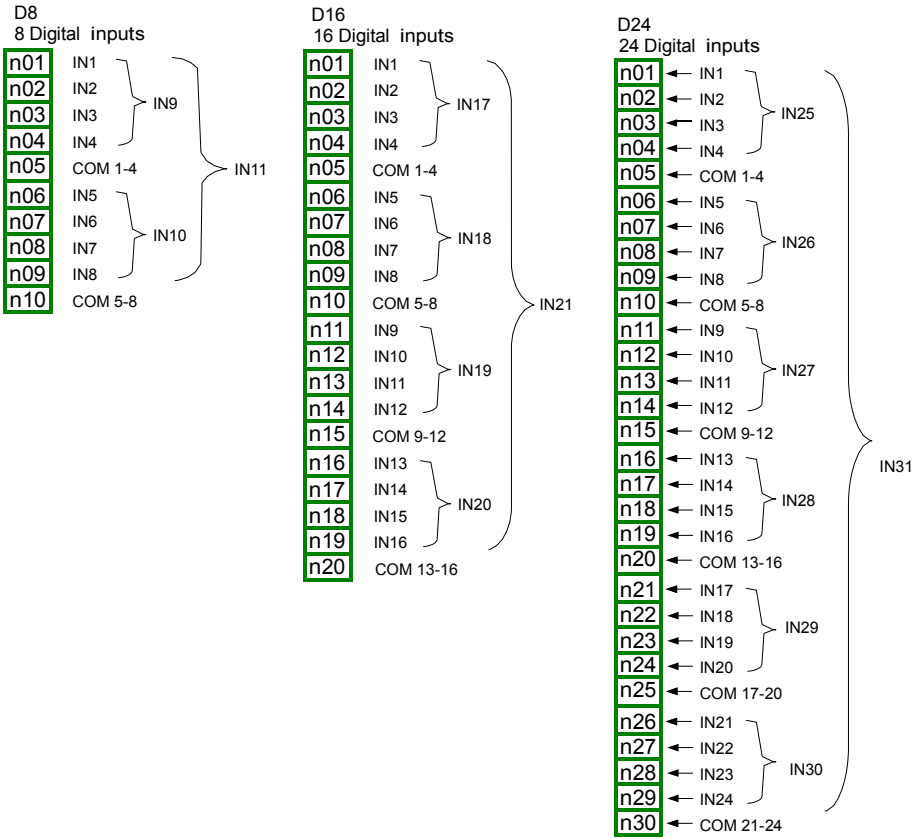 D8
8 Digital inputs
n01 IN1
n02 IN2
n03 IN3
n04 IN4
IN9
n05 COM 1-4
n06 IN5
n07 IN6
n08 IN7
n09 IN8
IN10
n10 COM 5-8
IN11
D16
16 Digital inputs
n01 IN1
n02 IN2
n03 IN3
n04 IN4
IN17
n05 COM 1-4
n06 IN5
n07 IN6
n08 IN7
n09 IN8
IN18
n10 COM 5-8
n11 IN9
n12 IN10
n13 IN11
n14 IN12
IN19
n15 COM 9-12
n16 IN13
n17 IN14
n18 IN15
n19 IN16
IN20
n20 COM 13-16
IN21
D24
24 Digital inputs
n01 IN1
n02 IN2
n03 IN3
n04 IN4
IN25
n05 COM 1-4
n06 IN5
n07 IN6
n08 IN7
n09 IN8
IN26
n10 COM 5-8
n11 IN9
n12 IN10
n13 IN11
n14 IN12
IN27
n15 COM 9-12
n16 IN13
n17 IN14
n18 IN15
n19 IN16
IN28
n20 COM 13-16
n21 IN17
n22 IN18
n23 IN19
n24 IN20
IN29
n25 COM 17-20
n26 IN21
n27 IN22
n28 IN23
n29 IN24
IN30
n30 COM 21-24
IN31